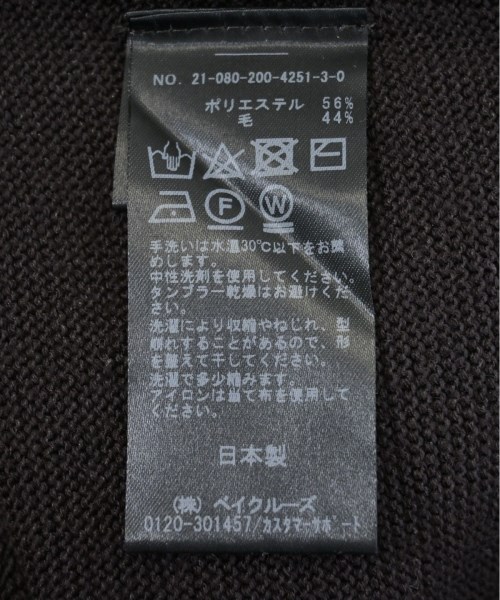 NO. 21-080-200-4251-3-0
ポリエステル 56%
毛 44%
F W
手洗いは水温30℃以下をお薦
めします。
中性洗剤を使用してください。
タンブラー乾燥はお避けくだ
さい。
洗濯により収縮やねじれ、型
崩れすることがあるので、形
を整えて干してください。
洗濯で多少縮みます。
アイロンは当て布を使用して
ください。
日本製
(株) ベイクルーズ
0120-301457/カスタマーサポート